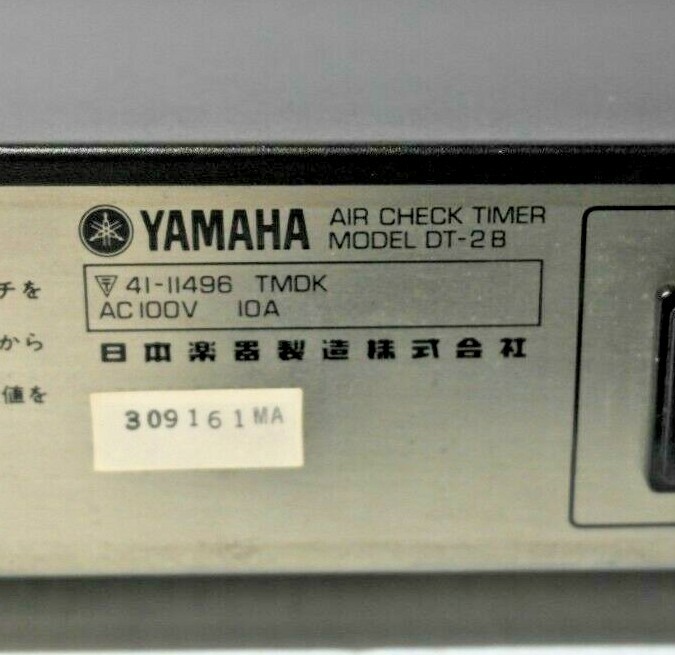 YAMAHA AIR CHECK TIMER
MODEL DT-2B
チを
41-11496 TMDK
AC100V 10A
から
日本楽器製造株式会社
値を
309161MA